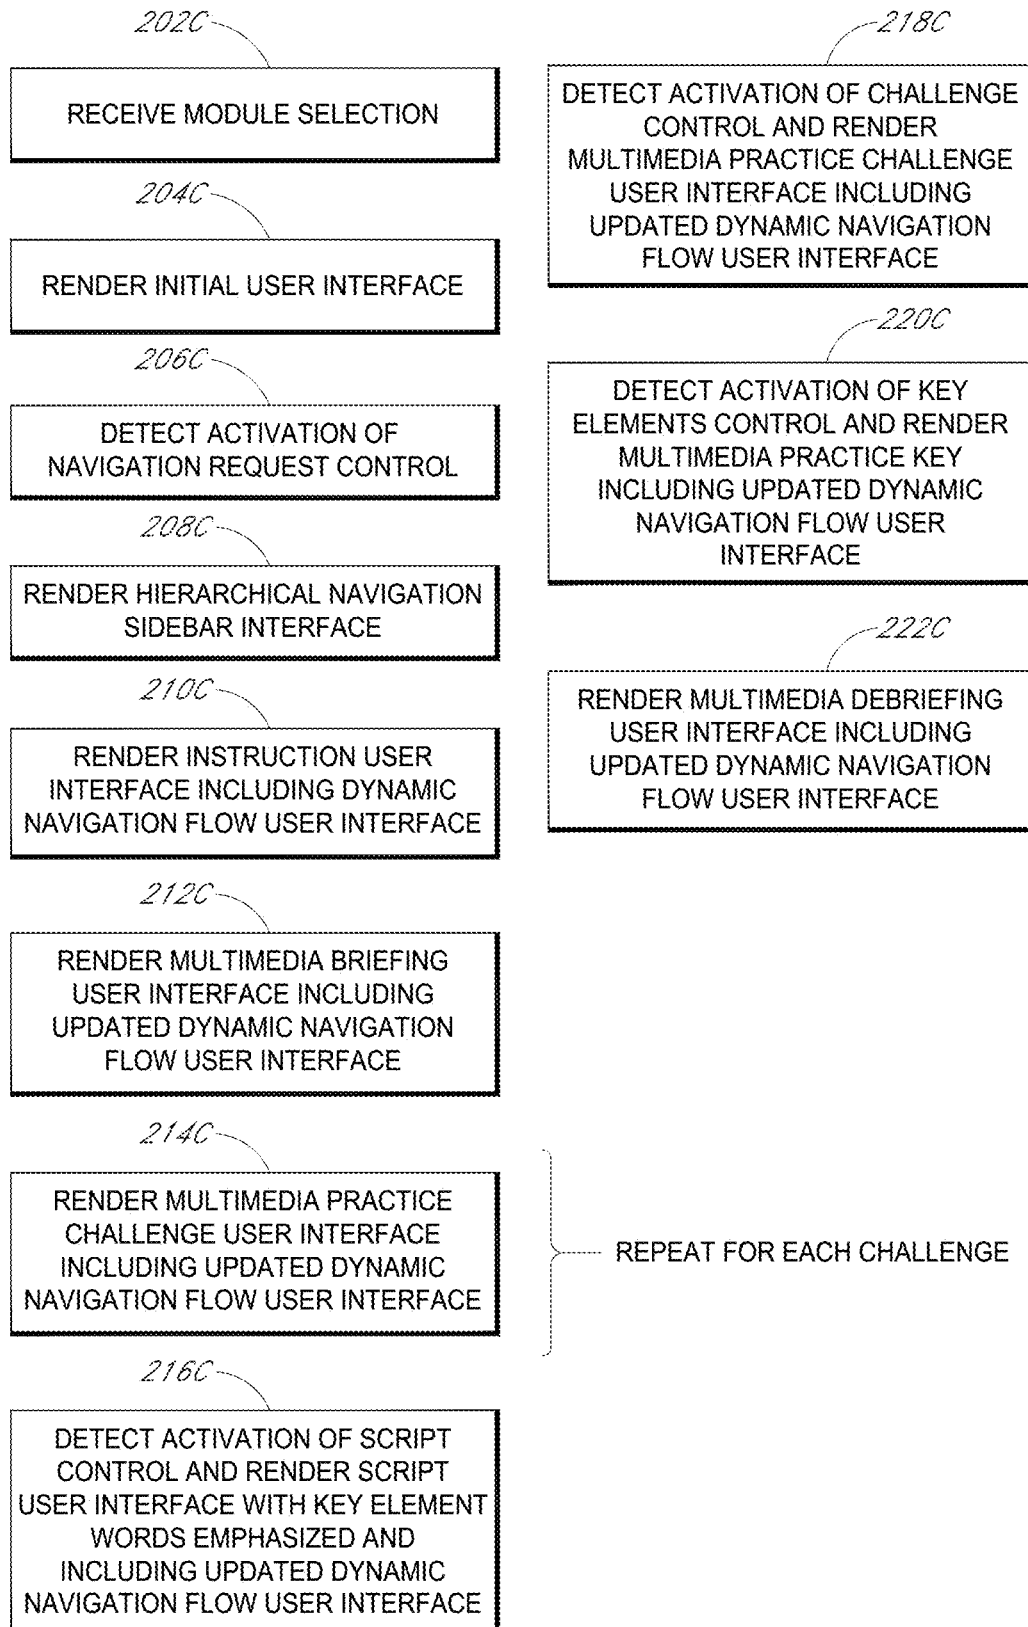 202C
RECEIVE MODULE SELECTION
204C
RENDER INITIAL USER INTERFACE
206C
DETECT ACTIVATION OF
NAVIGATION REQUEST CONTROL
208C
RENDER HIERARCHICAL NAVIGATION
SIDEBAR INTERFACE
210C
RENDER INSTRUCTION USER
INTERFACE INCLUDING DYNAMIC
NAVIGATION FLOW USER INTERFACE
212C
RENDER MULTIMEDIA BRIEFING
USER INTERFACE INCLUDING
UPDATED DYNAMIC NAVIGATION
FLOW USER INTERFACE
214C
RENDER MULTIMEDIA PRACTICE
CHALLENGE USER INTERFACE
INCLUDING UPDATED DYNAMIC
NAVIGATION FLOW USER INTERFACE
REPEAT FOR EACH CHALLENGE
216C
DETECT ACTIVATION OF SCRIPT
CONTROL AND RENDER SCRIPT
USER INTERFACE WITH KEY ELEMENT
WORDS EMPHASIZED AND
INCLUDING UPDATED DYNAMIC
NAVIGATION FLOW USER INTERFACE
218C
DETECT ACTIVATION OF CHALLENGE
CONTROL AND RENDER
MULTIMEDIA PRACTICE CHALLENGE
USER INTERFACE INCLUDING
UPDATED DYNAMIC NAVIGATION
FLOW USER INTERFACE
220C
DETECT ACTIVATION OF KEY
ELEMENTS CONTROL AND RENDER
MULTIMEDIA PRACTICE KEY
INCLUDING UPDATED DYNAMIC
NAVIGATION FLOW USER
INTERFACE
222C
RENDER MULTIMEDIA DEBRIEFING
USER INTERFACE INCLUDING
UPDATED DYNAMIC NAVIGATION
FLOW USER INTERFACE